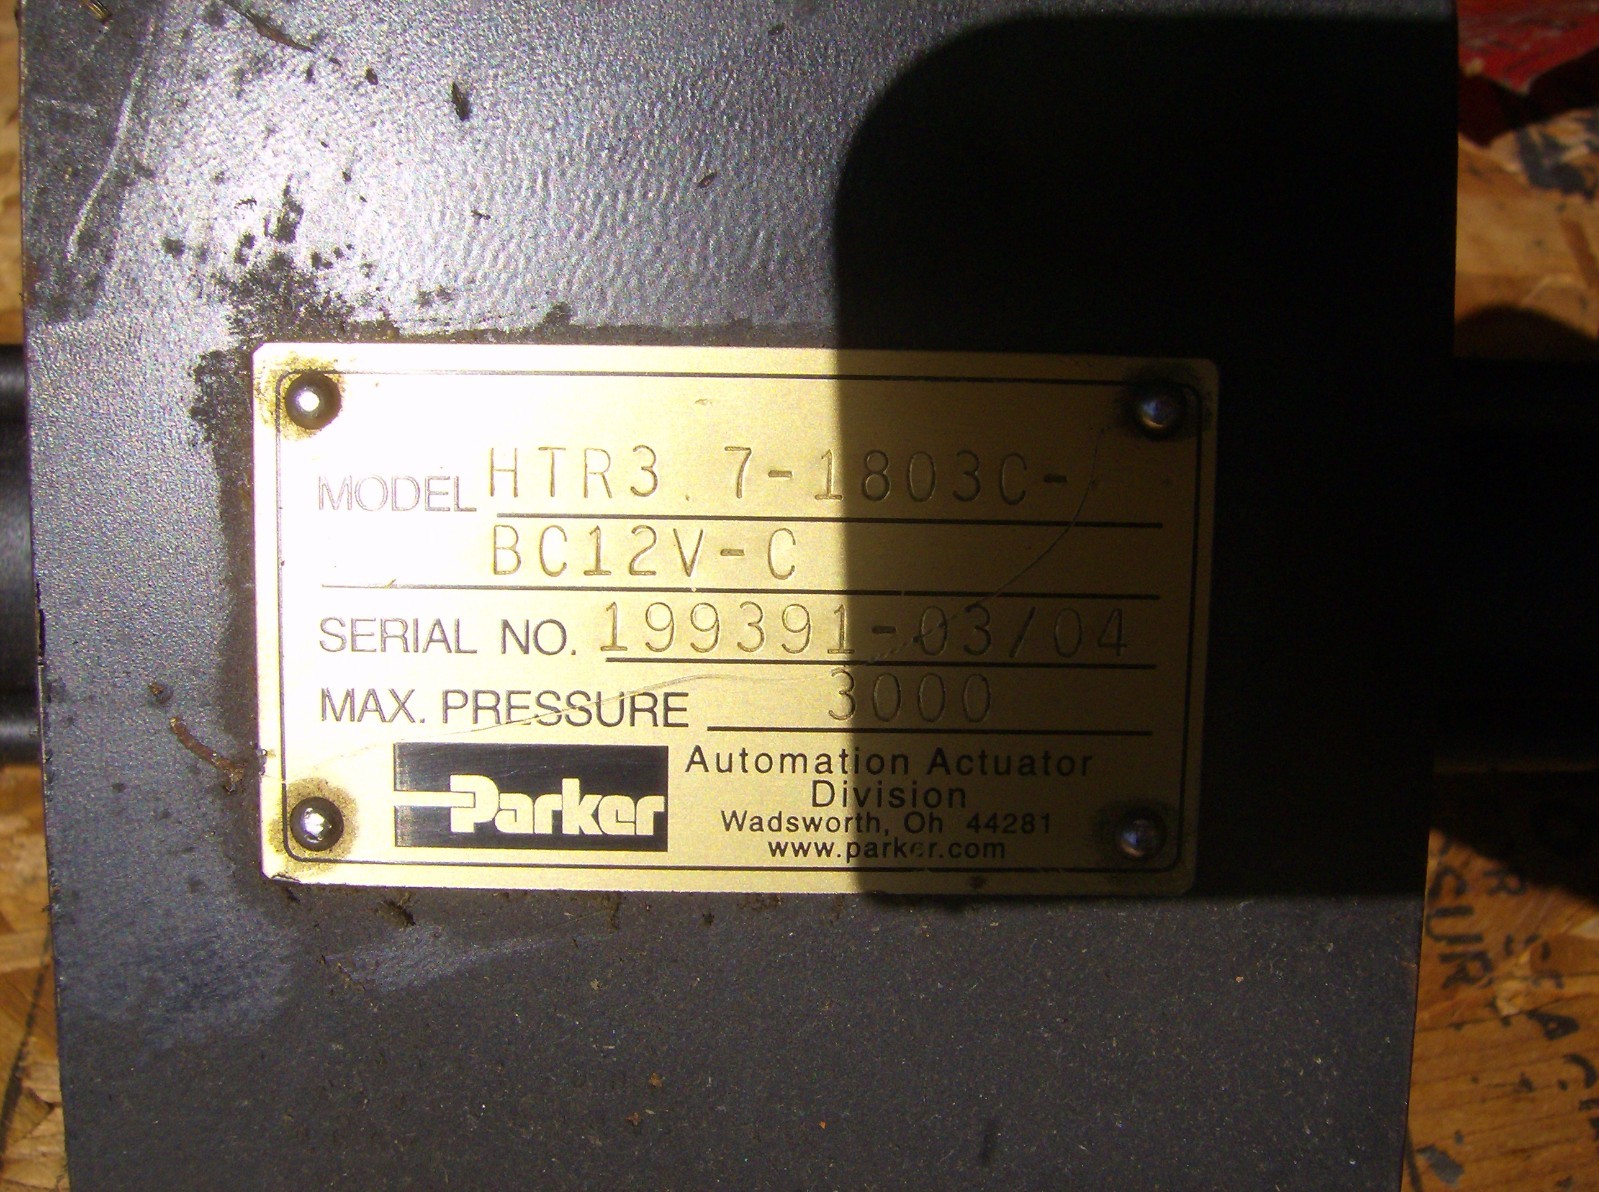 MODEL HTR3.7-1803C-
BC12V-C
SERIAL NO. 199391-03/04
MAX. PRESSURE 3000
Parker
Automation Actuator
Division
Wadsworth, Oh 44281
www.parker.com